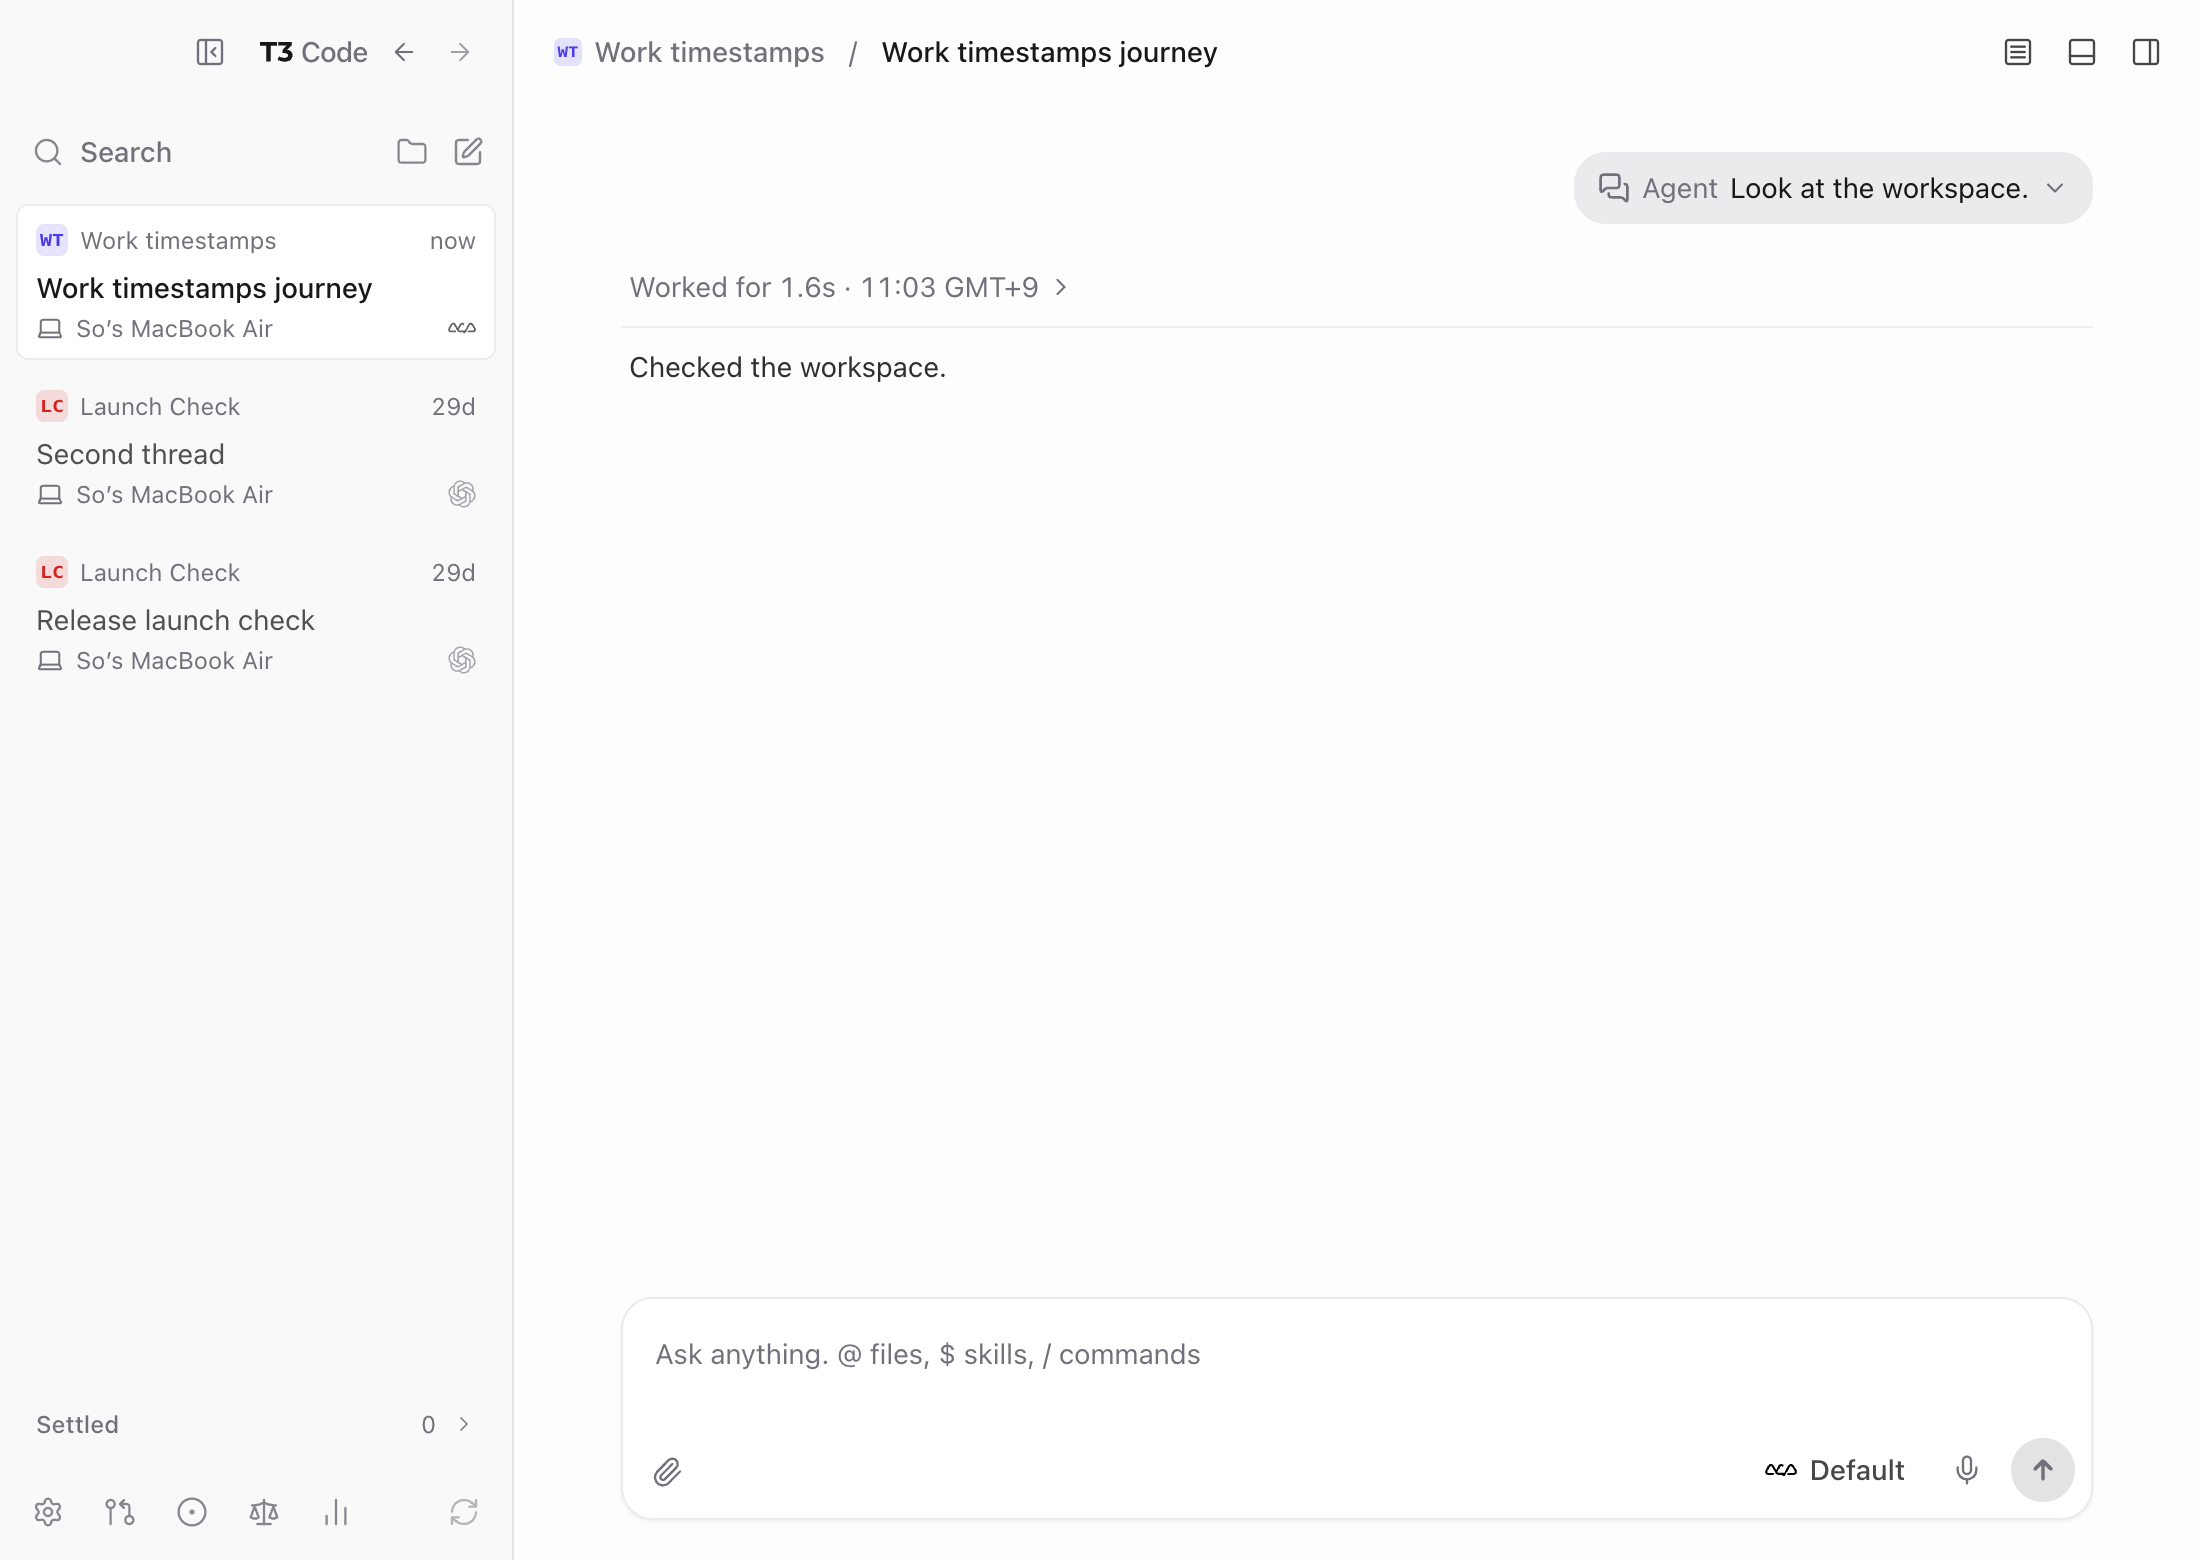 T3 Code
Search
WT Work timestamps now
Work timestamps journey
So’s MacBook Air
LC Launch Check 29d
Second thread
So’s MacBook Air
LC Launch Check 29d
Release launch check
So’s MacBook Air
Settled 0
WT Work timestamps / Work timestamps journey
Agent Look at the workspace.
Worked for 1.6s · 11:03 GMT+9
Checked the workspace.
Ask anything. @ files, $ skills, / commands
Default